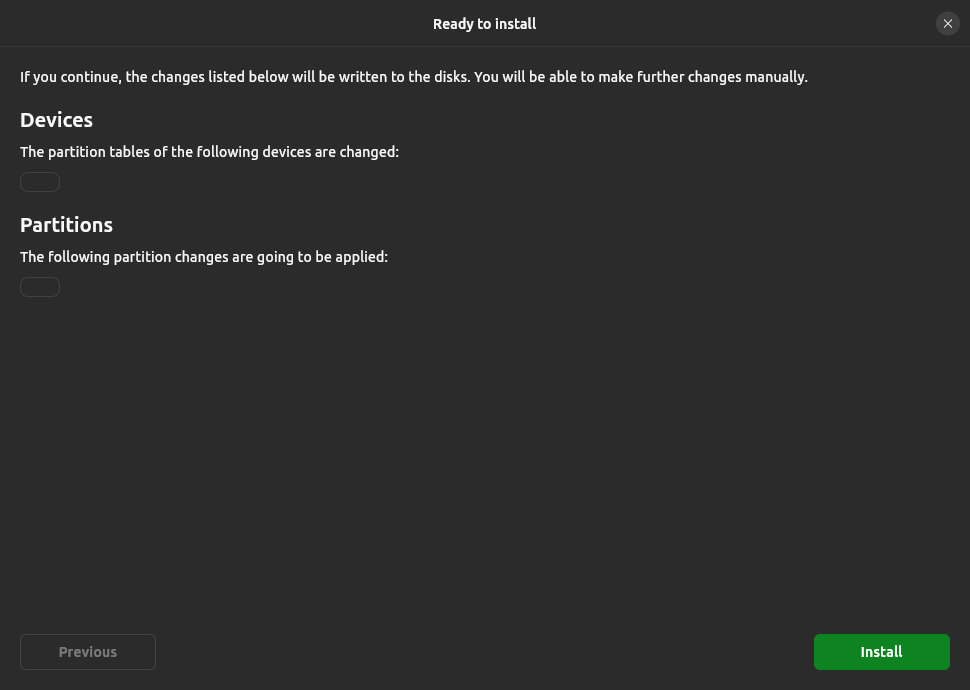 Ready to install
If you continue, the changes listed below will be written to the disks. You will be able to make further changes manually.
Devices
The partition tables of the following devices are changed:
Partitions
The following partition changes are going to be applied:
Previous
Install